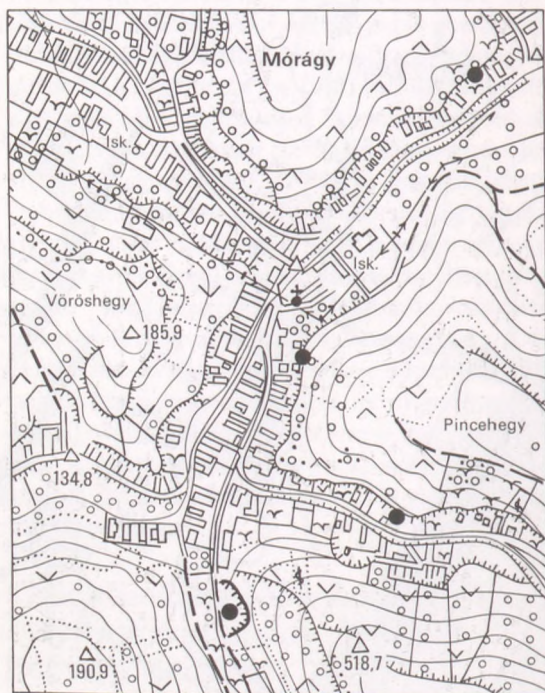 Mórágy
Isk.
Isk.
Vöröshegy
185,9
Pincehegy
134,8
190,9
518,7